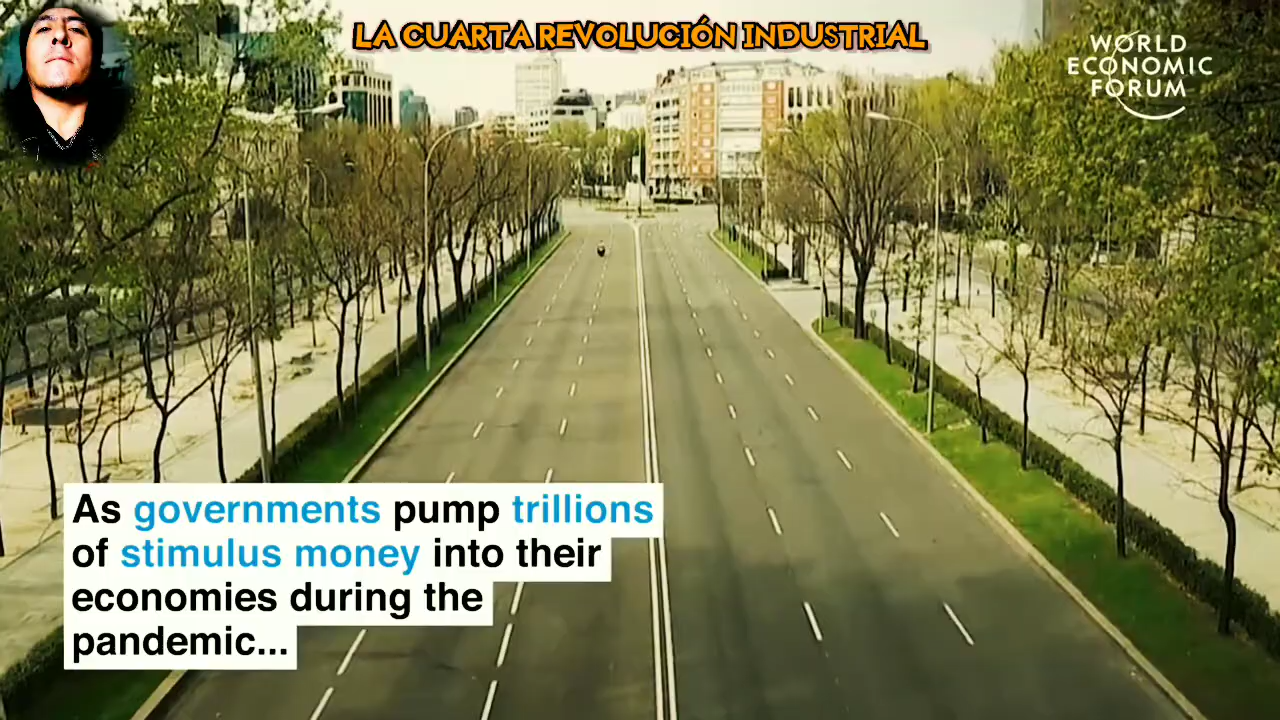 LA CUARTA REVOLUCIÓN INDUSTRIAL
WORLD
ECONOMIC
FORUM
As governments pump trillions
of stimulus money into their
economies during the
pandemic...